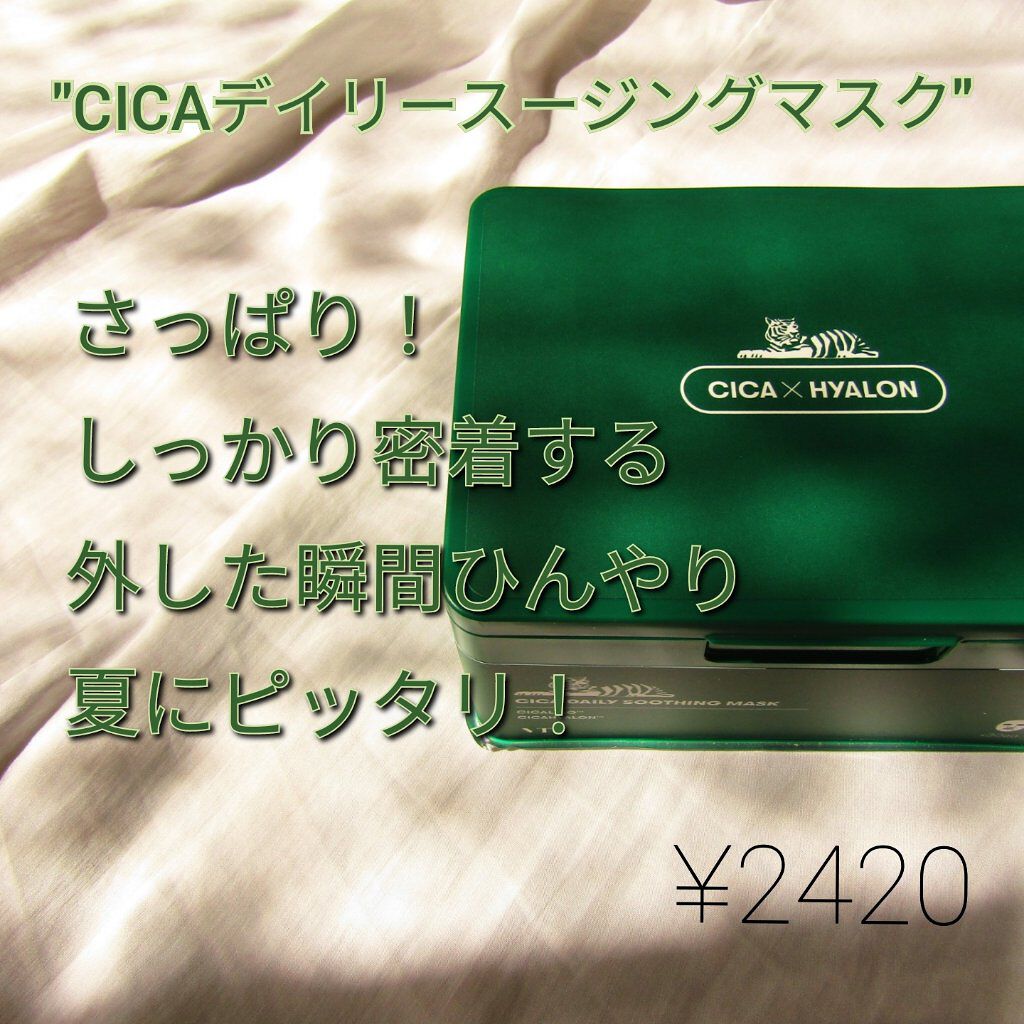 "CICAデイリースージングマスク"
さっぱり！
CICA×HYALON
しっかり密着する
外した瞬間ひんやり
夏にピッタリ！
CICA DAILY SOOTHING MASK
¥2420